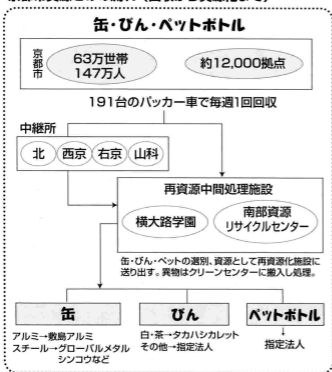 缶・びん・ペットボトル
京都市
63万世帯
147万人
約12,000拠点
191台のパッカー車で毎週1回回収
中継所
北 西京 右京 山科
再資源中間処理施設
横大路学園
南部資源
リサイクルセンター
缶・びん・ペットの選別、資源として再資源化施設に
送り出す。異物はクリーンセンターに搬入し処理。
缶
びん
ペットボトル
アルミ→敷島アルミ
スチール→グローバルメタル
シンコウなど
白・茶→タカハシカレット
その他→指定法人
↓
指定法人